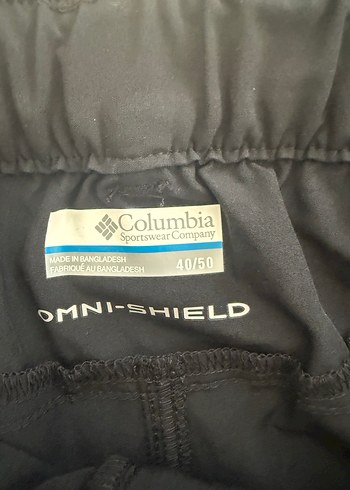 Columbia
Sportswear Company
MADE IN BANGLADESH
FABRIQUÉ AU BANGLADESH
40/50
OMNI-SHIELD